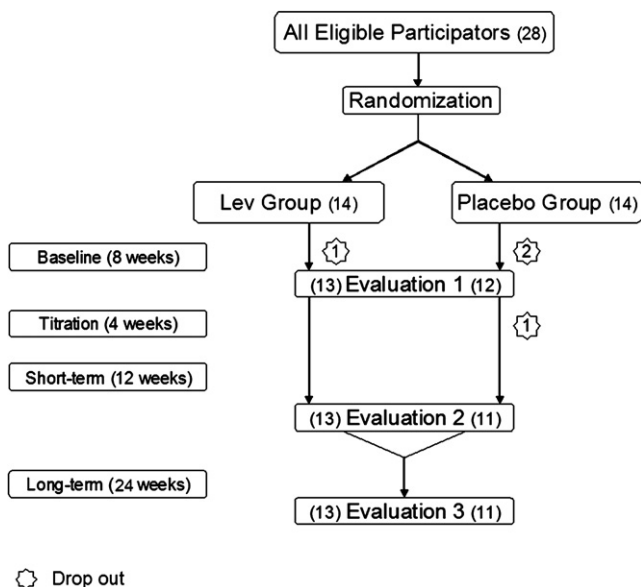 All Eligible Participators (28)
Randomization
Lev Group (14)
Placebo Group (14)
Baseline (8 weeks)
1
2
(13) Evaluation 1 (12)
Titration (4 weeks)
1
Short-term (12 weeks)
(13) Evaluation 2 (11)
Long-term (24 weeks)
(13) Evaluation 3 (11)
Drop out